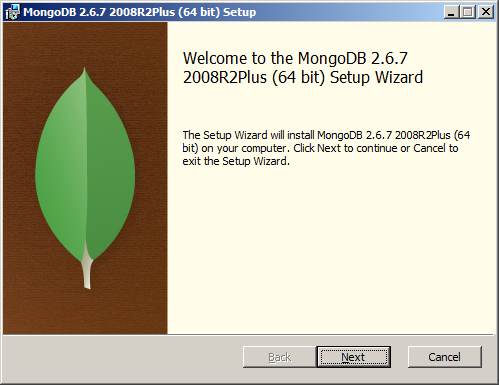 MongoDB 2.6.7 2008R2Plus (64 bit) Setup
Welcome to the MongoDB 2.6.7
2008R2Plus (64 bit) Setup Wizard
The Setup Wizard will install MongoDB 2.6.7 2008R2Plus (64
bit) on your computer. Click Next to continue or Cancel to
exit the Setup Wizard.
Back Next Cancel